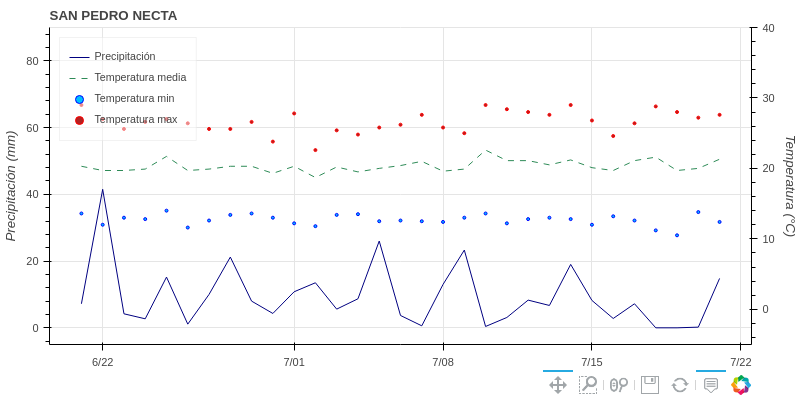 SAN PEDRO NECTA
Precipitación
Temperatura media
Temperatura min
Temperatura max
Precipitación (mm)
80
60
40
20
0
Temperatura (°C)
40
30
20
10
0
6/22
7/01
7/08
7/15
7/22